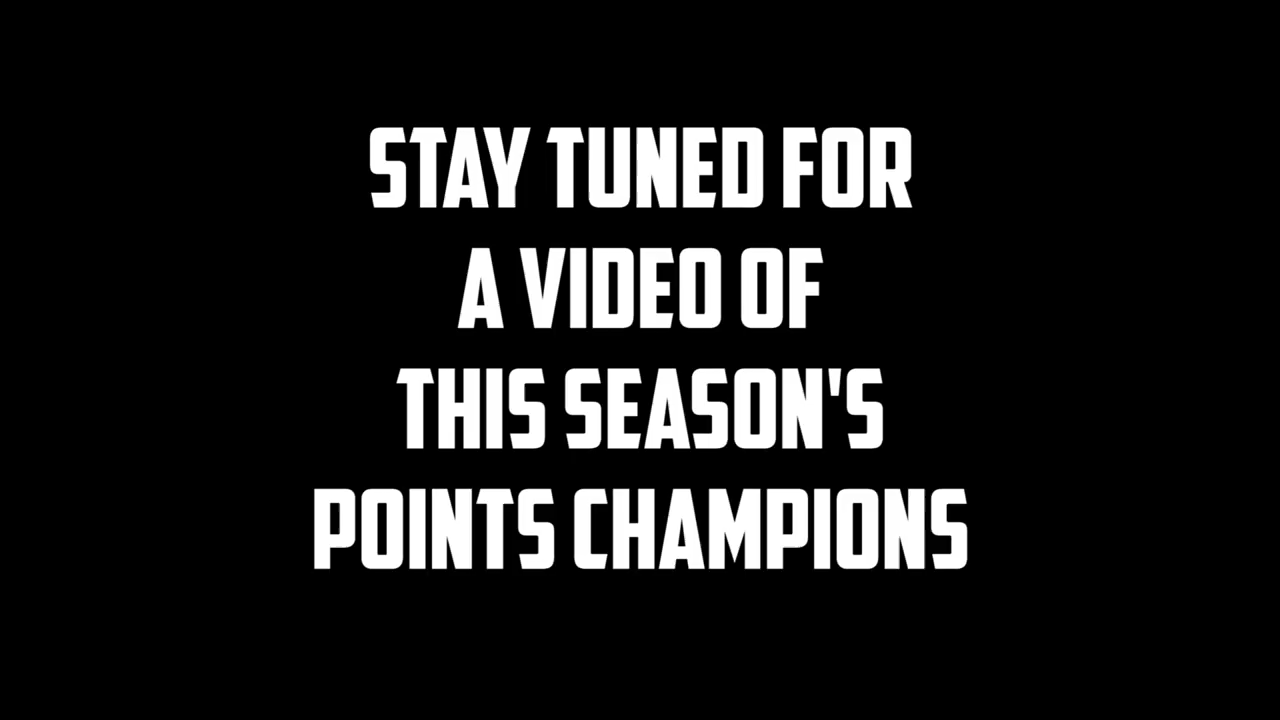 STAY TUNED FOR
A VIDEO OF
THIS SEASON'S
POINTS CHAMPIONS